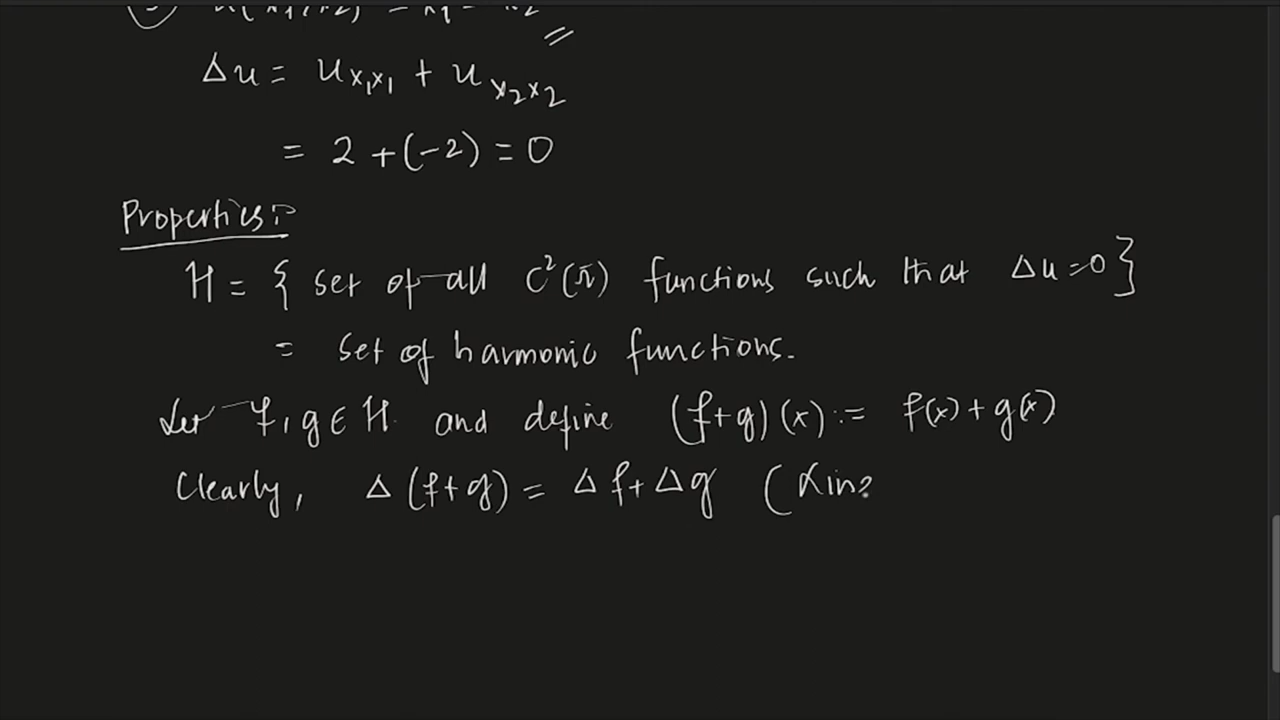 Δu = u_{x₁x₁} + u_{x₂x₂}
= 2 + (-2) = 0
Properties:
H = { set of all C²(Ω) functions such that Δu = 0 }
= set of harmonic functions.
Let f, g ∈ H and define (f+g)(x) := f(x) + g(x)
Clearly, Δ(f+g) = Δf + Δg (Line